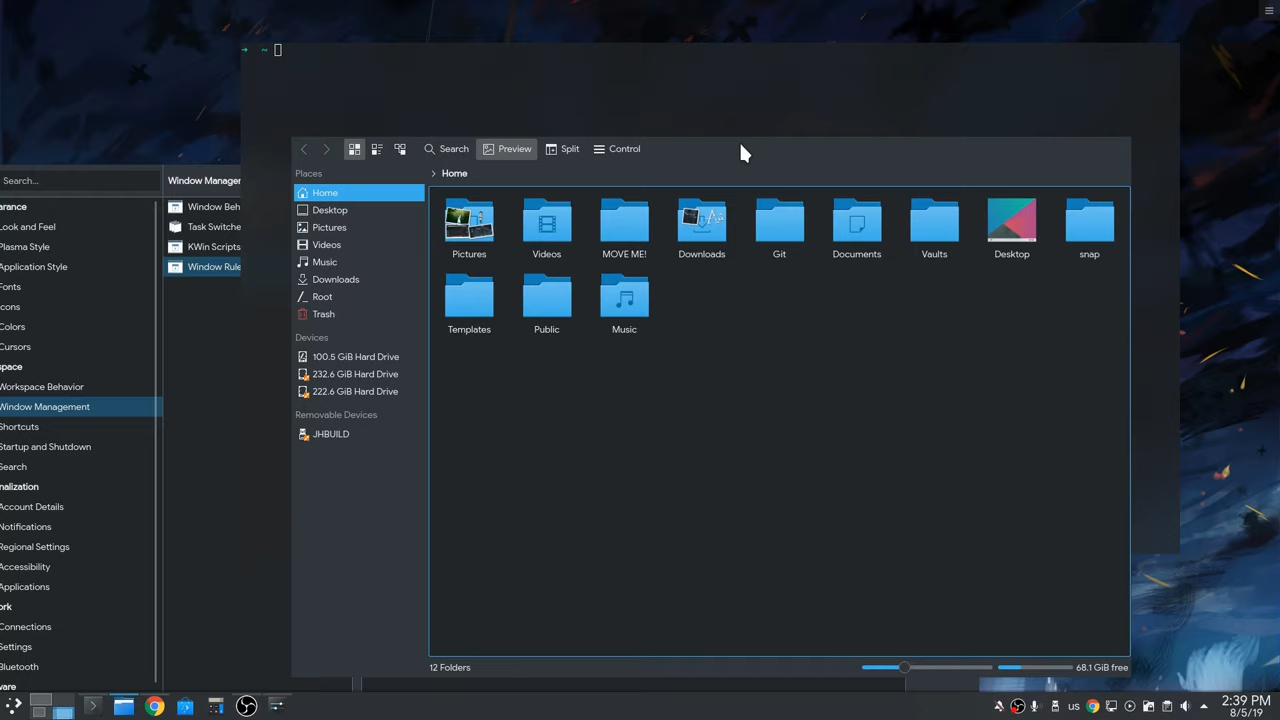 ~
Search...
arance
Look and Feel
Plasma Style
Application Style
Fonts
cons
Colors
Cursors
space
Workspace Behavior
Window Management
Shortcuts
Startup and Shutdown
Search
nalization
Account Details
Notifications
Regional Settings
Accessibility
Applications
ork
Connections
Settings
Bluetooth
ware
Window Manager
Window Beh
Task Switche
KWin Scripts
Window Rule
Search
Preview
Split
Control
Places
Home
Desktop
Pictures
Videos
Music
Downloads
Root
Trash
Devices
100.5 GiB Hard Drive
232.6 GiB Hard Drive
222.6 GiB Hard Drive
Removable Devices
JHBUILD
Home
Pictures
Videos
MOVE ME!
Downloads
Git
Documents
Vaults
Desktop
snap
Templates
Public
Music
12 Folders
68.1 GiB free
us
2:39 PM
8/5/19